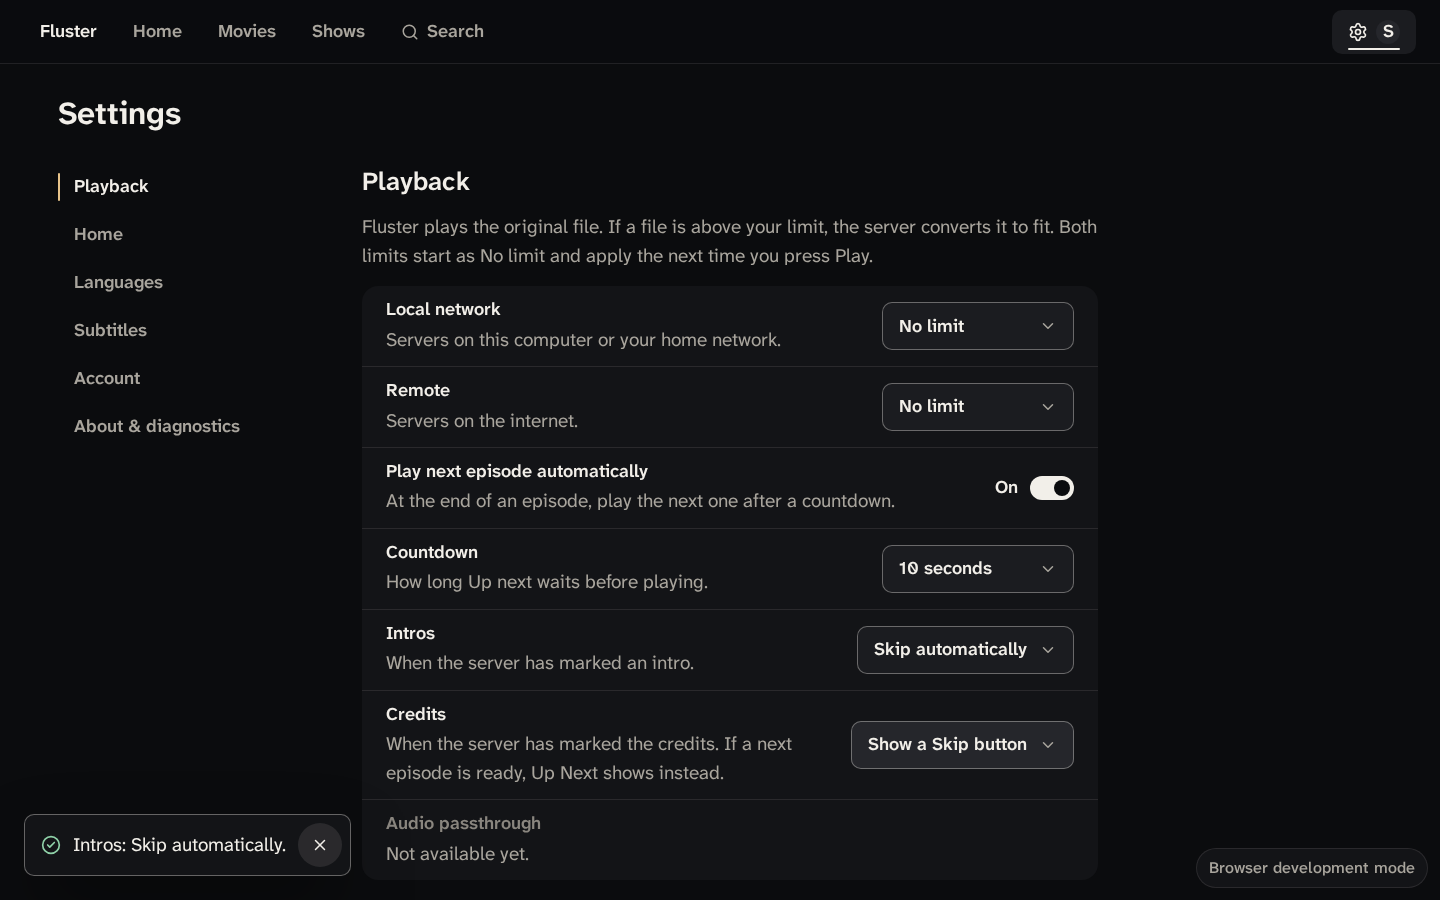 Fluster
Home
Movies
Shows
Search
S
Settings
Playback
Home
Languages
Subtitles
Account
About & diagnostics
Playback
Fluster plays the original file. If a file is above your limit, the server converts it to fit. Both
limits start as No limit and apply the next time you press Play.
Local network
Servers on this computer or your home network.
No limit
Remote
Servers on the internet.
No limit
Play next episode automatically
At the end of an episode, play the next one after a countdown.
On
Countdown
How long Up next waits before playing.
10 seconds
Intros
When the server has marked an intro.
Skip automatically
Credits
When the server has marked the credits. If a next
episode is ready, Up Next shows instead.
Show a Skip button
Audio passthrough
Not available yet.
Intros: Skip automatically.
Browser development mode